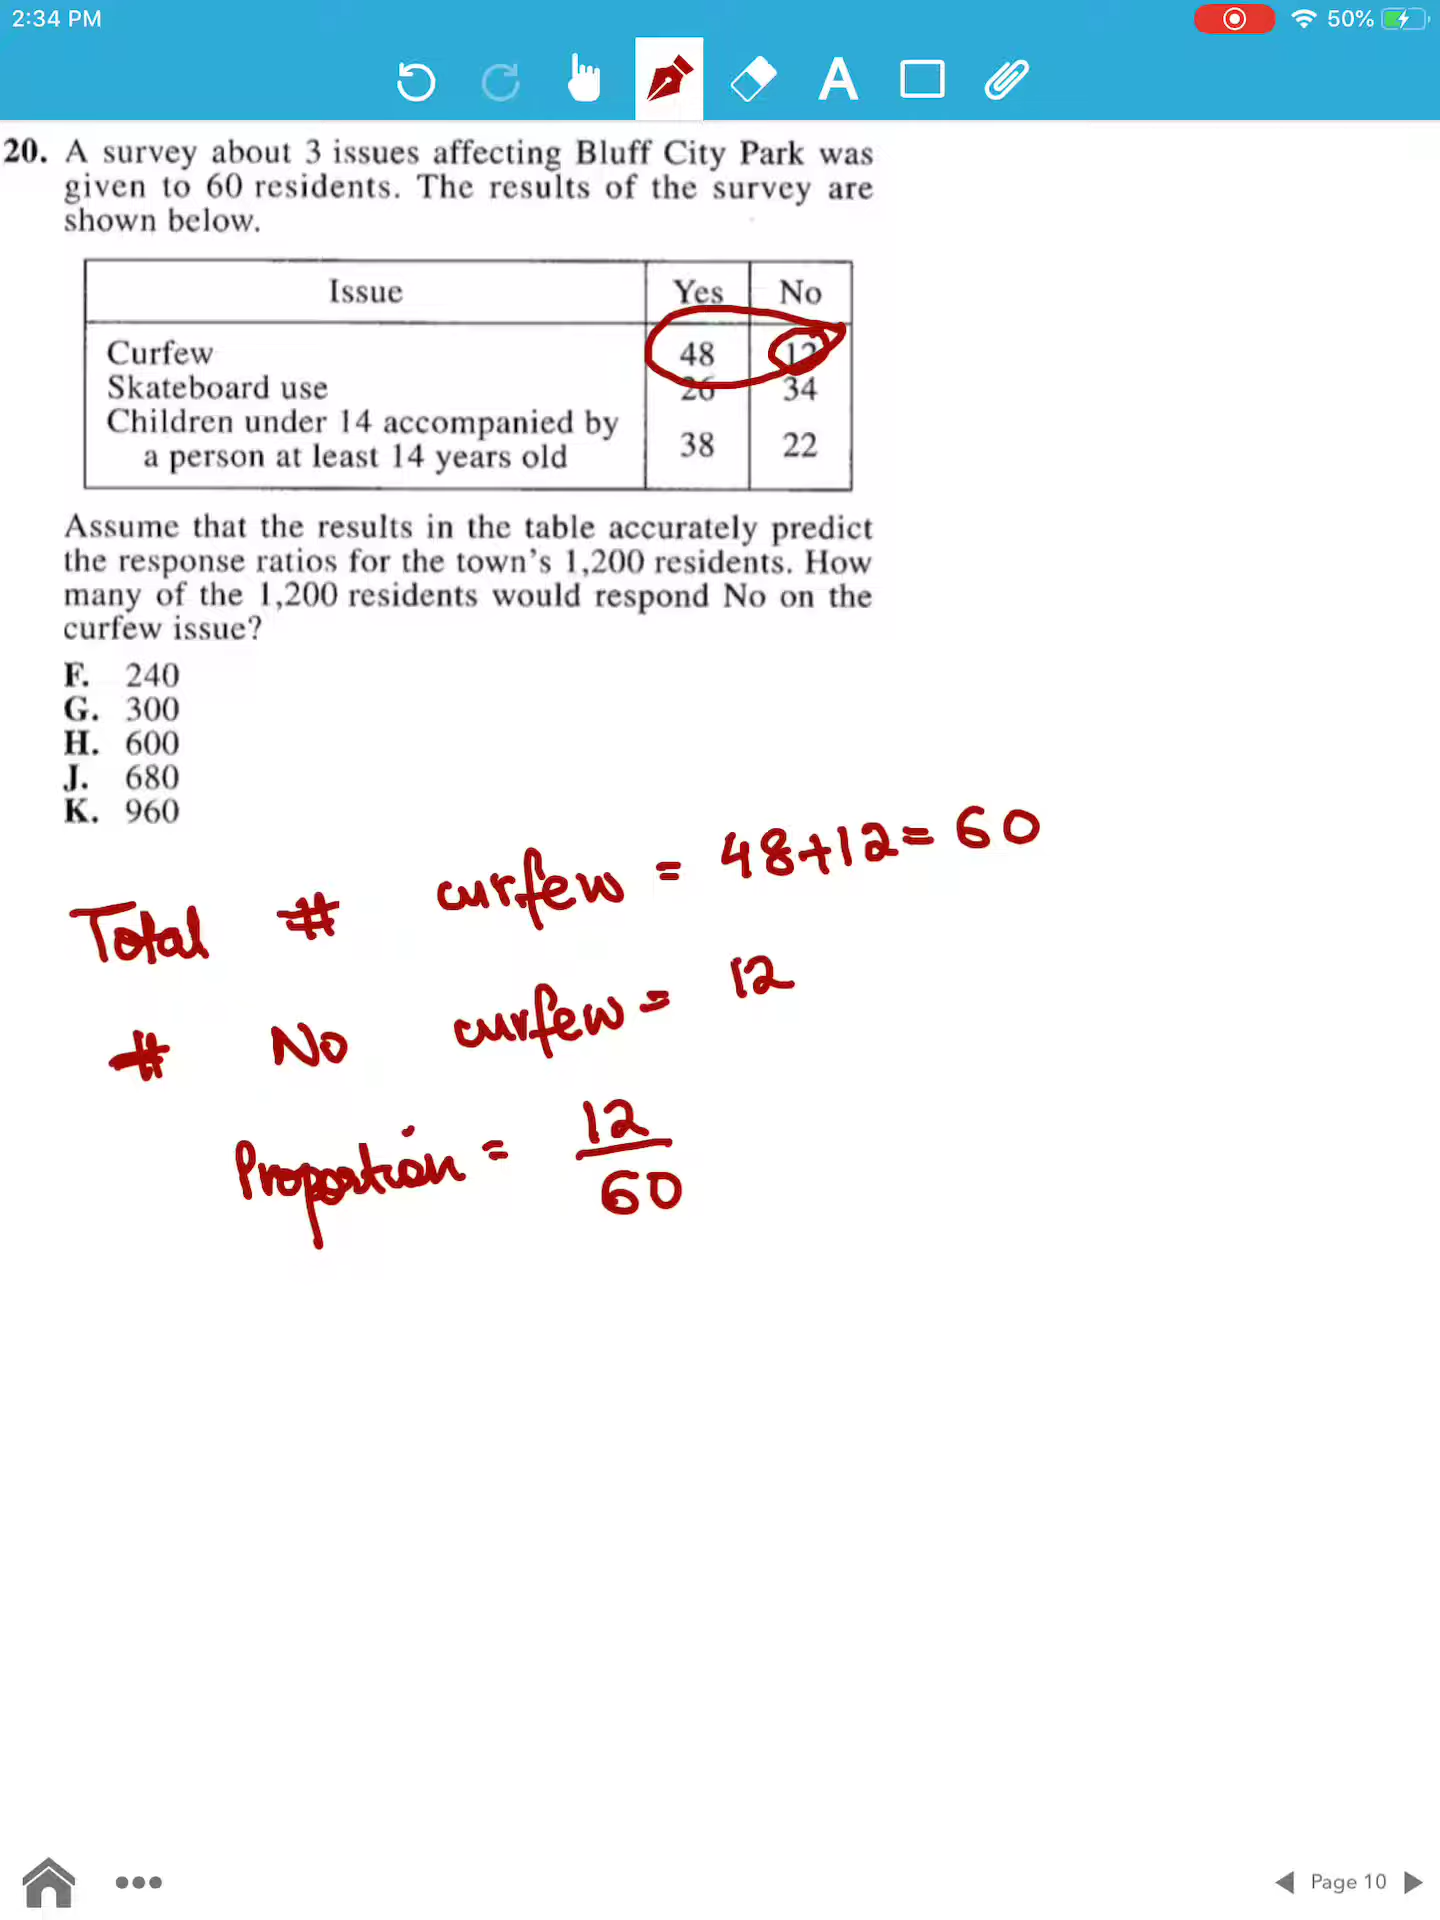 2:34 PM
50%
A
20. A survey about 3 issues affecting Bluff City Park was
given to 60 residents. The results of the survey are
shown below.
Issue Yes No
Curfew 48 12
Skateboard use 26 34
Children under 14 accompanied by
a person at least 14 years old 38 22
Assume that the results in the table accurately predict
the response ratios for the town's 1,200 residents. How
many of the 1,200 residents would respond No on the
curfew issue?
F. 240
G. 300
H. 600
J. 680
K. 960
Total # curfew = 48+12= 60
# No curfew = 12
Proportion = 12
60
Page 10